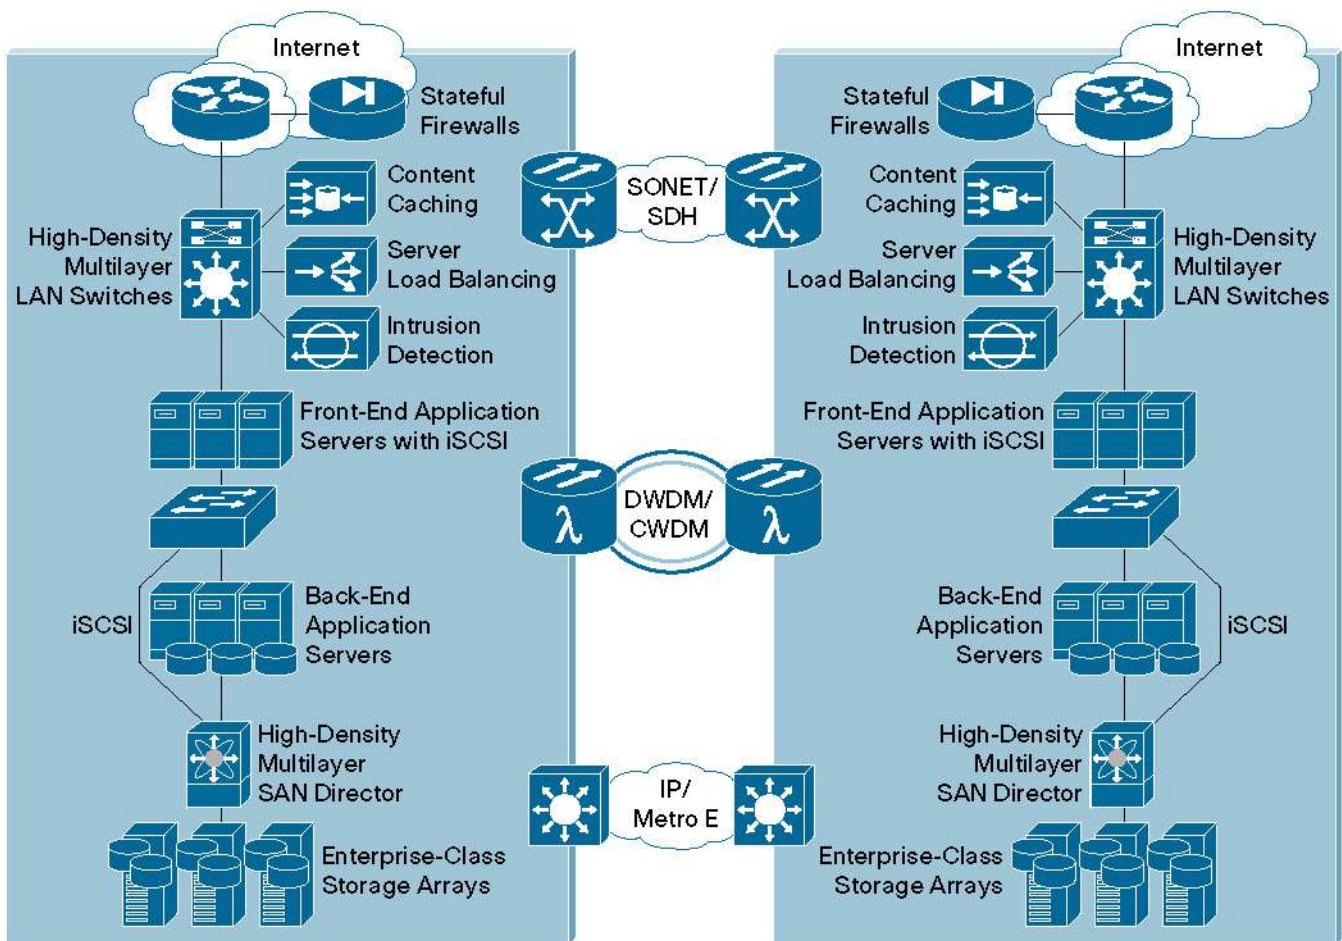 Internet
Stateful
Firewalls
Content
Caching
High-Density
Multilayer
LAN Switches
Server
Load Balancing
Intrusion
Detection
Front-End Application
Servers with iSCSI
iSCSI
Back-End
Application
Servers
High-Density
Multilayer
SAN Director
Enterprise-Class
Storage Arrays
SONET/
SDH
DWDM/
CWDM
λ
λ
IP/
Metro E
Internet
Stateful
Firewalls
Content
Caching
High-Density
Multilayer
LAN Switches
Server
Load Balancing
Intrusion
Detection
Front-End Application
Servers with iSCSI
Back-End
Application
Servers
iSCSI
High-Density
Multilayer
SAN Director
Enterprise-Class
Storage Arrays